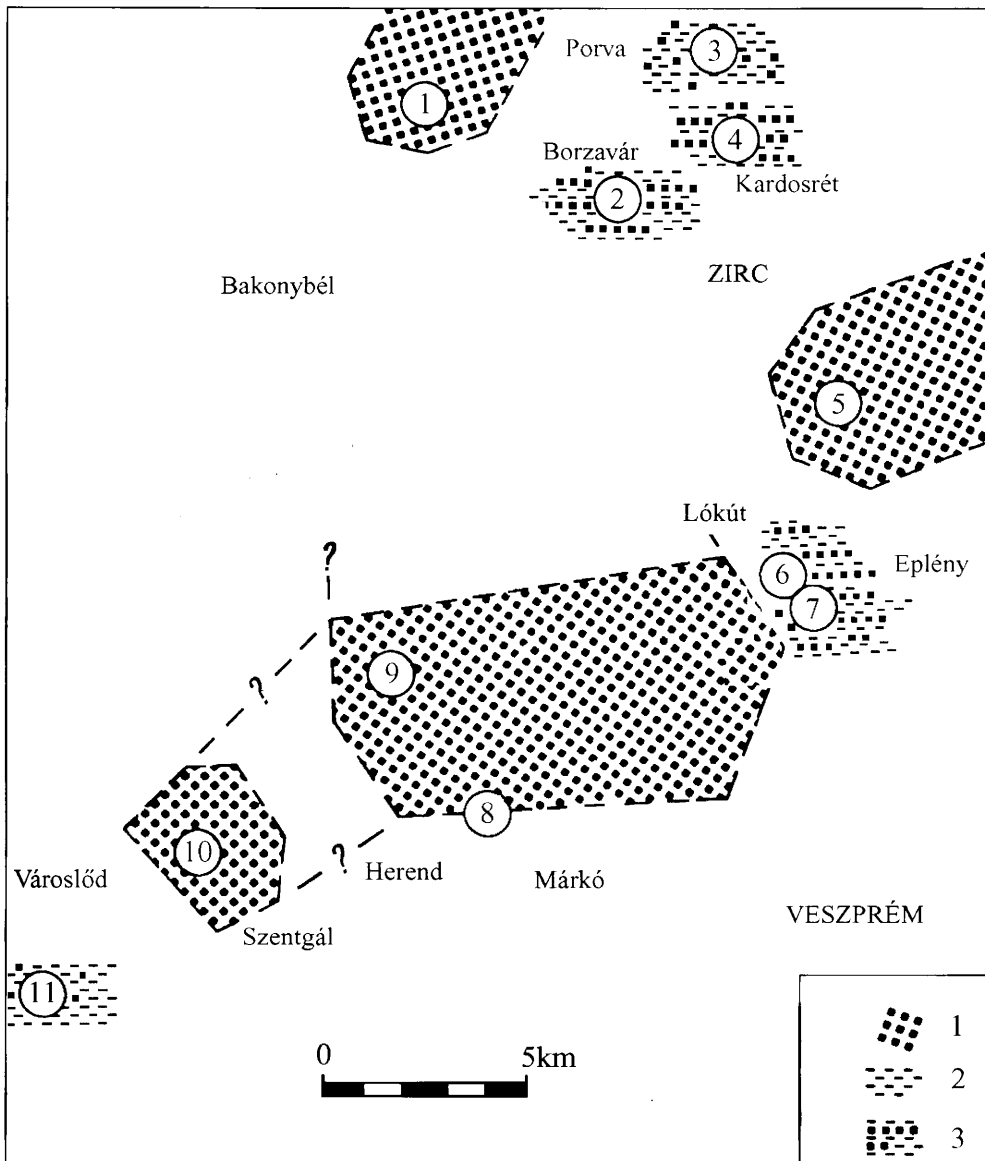 Porva
3
1
4
Borzavár
Kardosrét
2
Bakonybél
ZIRC
5
Lókút
Eplény
6
?
7
9
?
8
10
?
Herend
Városlőd
Márkó
VESZPRÉM
Szentgál
11
0 5km
1
2
3